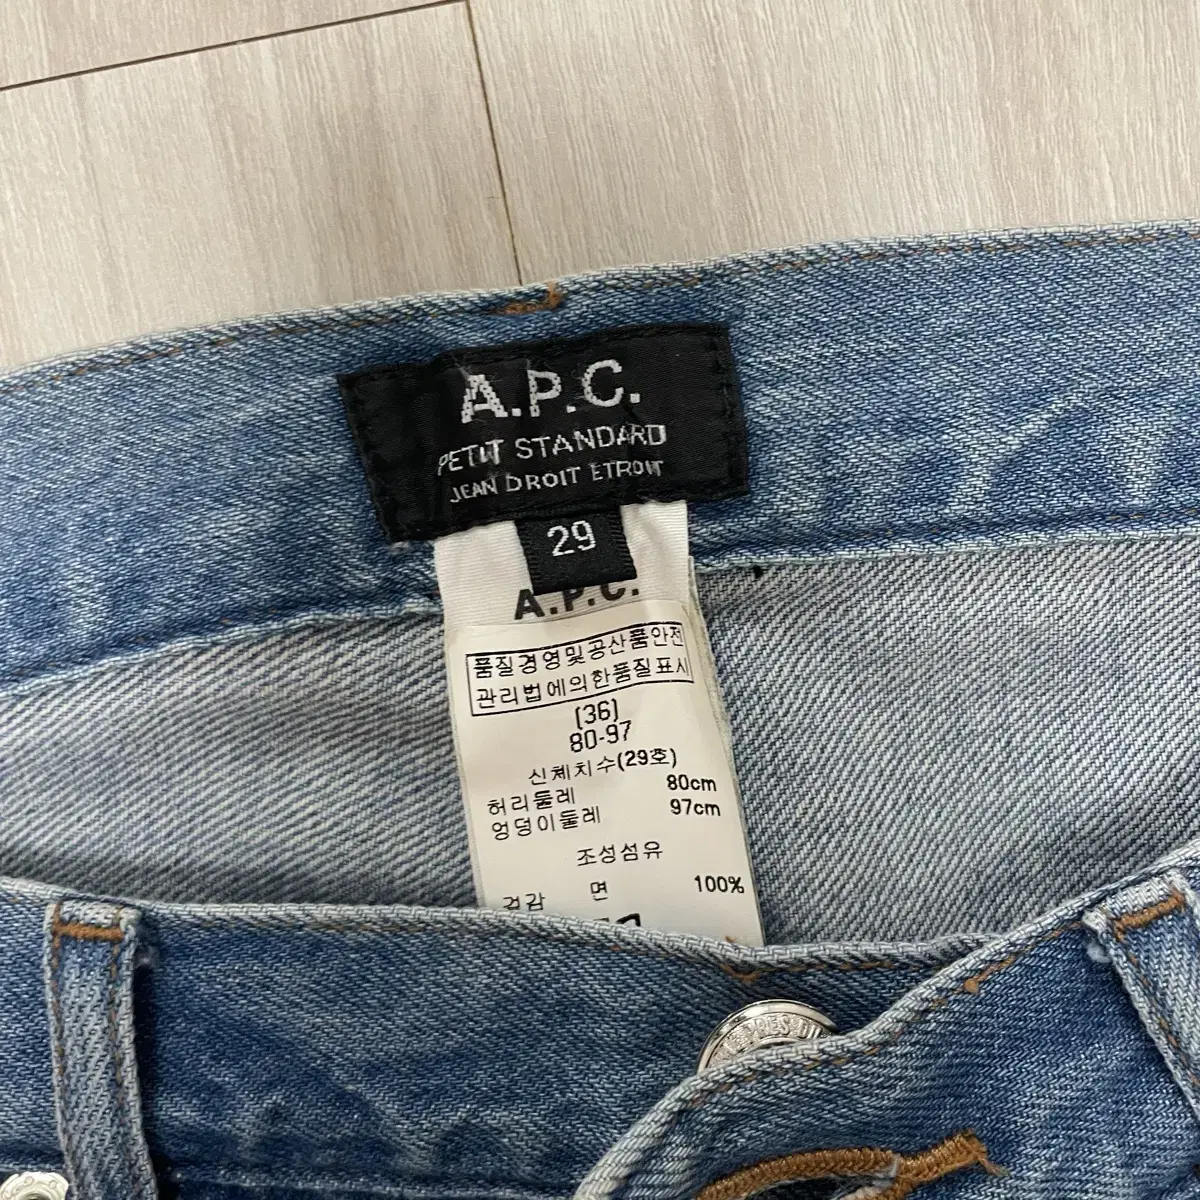 A.P.C.
PETIT STANDARD
JEAN DROIT ETROIT
29
A.P.C.
품질경영및공산품안전
관리법에의한품질표시
(36)
80-97
신체치수(29호)
허리둘레 80cm
엉덩이둘레 97cm
조성섬유
겉감 면 100%